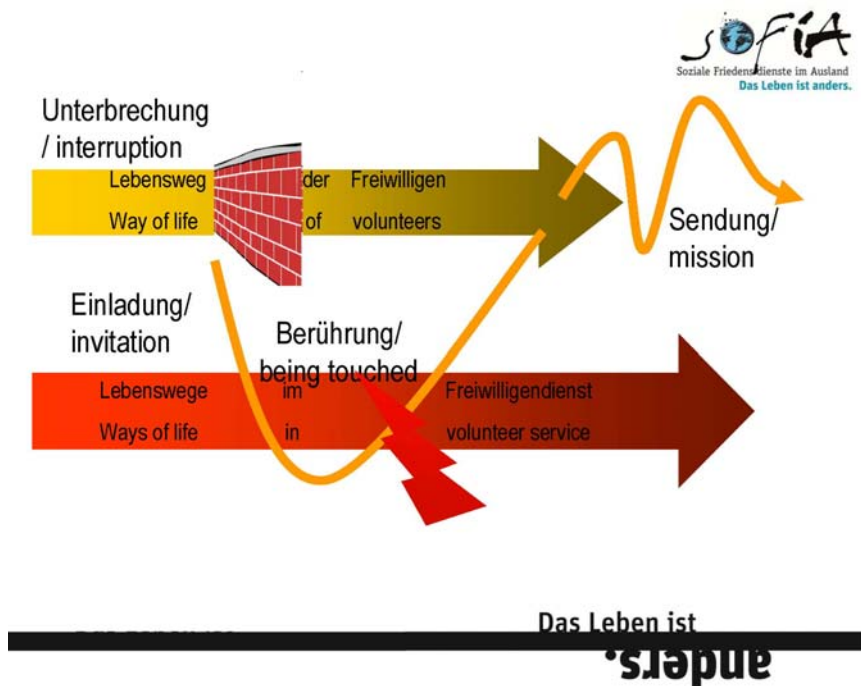 SoFiA
Soziale Friedensdienste im Ausland
Das Leben ist anders.
Unterbrechung
/ interruption
Lebensweg der Freiwilligen
Way of life of volunteers
Sendung/
mission
Einladung/
invitation
Berührung/
being touched
Lebenswege im Freiwilligendienst
Ways of life in volunteer service
Das Leben ist
anders.